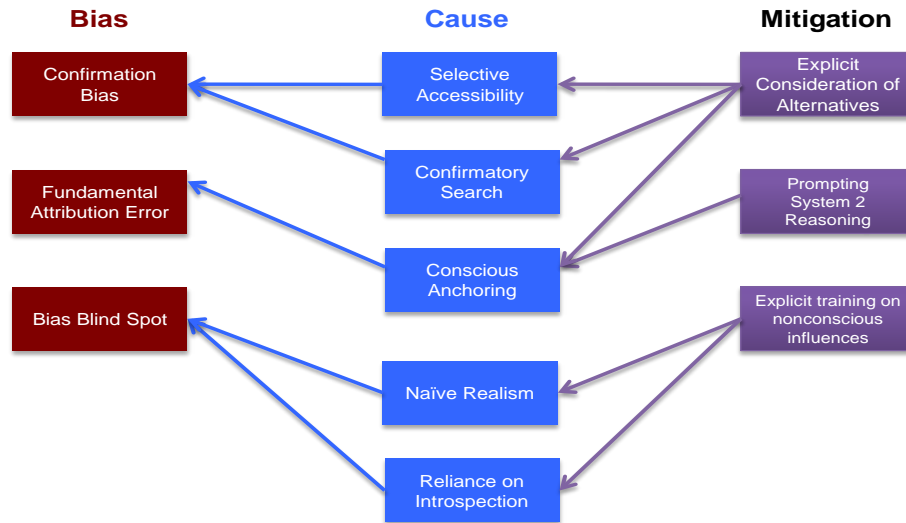 Bias
Cause
Mitigation
Confirmation
Bias
Selective
Accessibility
Explicit
Consideration of
Alternatives
Confirmatory
Search
Fundamental
Attribution Error
Prompting
System 2
Reasoning
Conscious
Anchoring
Bias Blind Spot
Explicit training on
nonconscious
influences
Naïve Realism
Reliance on
Introspection